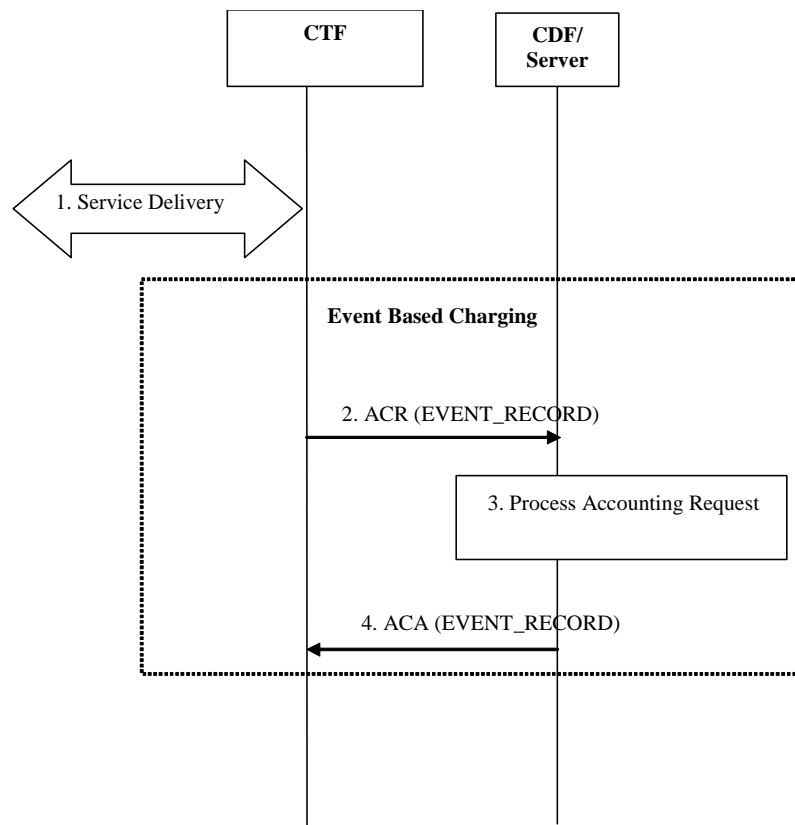 CTF
CDF/
Server
1. Service Delivery
Event Based Charging
2. ACR (EVENT_RECORD)
3. Process Accounting Request
4. ACA (EVENT_RECORD)